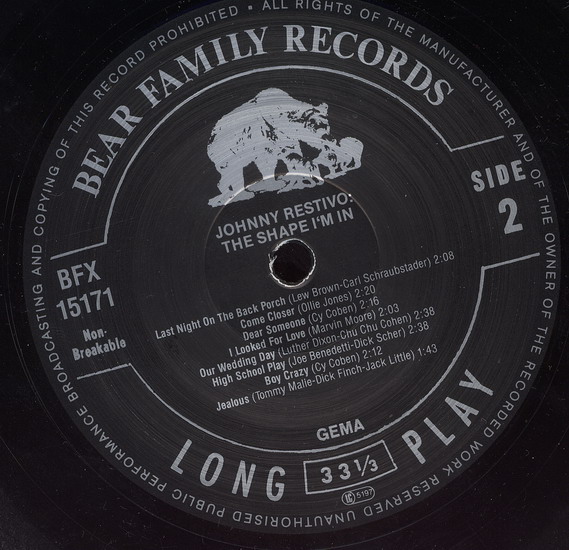 ALL RIGHTS OF THE MANUFACTURER AND OF THE OWNER OF THE RECORDED WORK RESERVED UNAUTHORISED PUBLIC PERFORMANCE BROADCASTING AND COPYING OF THIS RECORD PROHIBITED •
BEAR FAMILY RECORDS
SIDE
2
JOHNNY RESTIVO:
THE SHAPE I'M IN
BFX
15171
Non-
Breakable
Last Night On The Back Porch (Lew Brown-Carl Schraubstader) 2:08
Come Closer (Ollie Jones) 2:20
Dear Someone (Cy Coben) 2:16
I Looked For Love (Marvin Moore) 2:03
Our Wedding Day (Luther Dixon-Chu Chu Coben) 2:38
High School Play (Joe Benedetti-Dick Scher) 2:38
Boy Crazy (Cy Coben) 2:12
Jealous (Tommy Malie-Dick Finch-Jack Little) 1:43
GEMA
LONG 33 1/3 PLAY
LC 5197